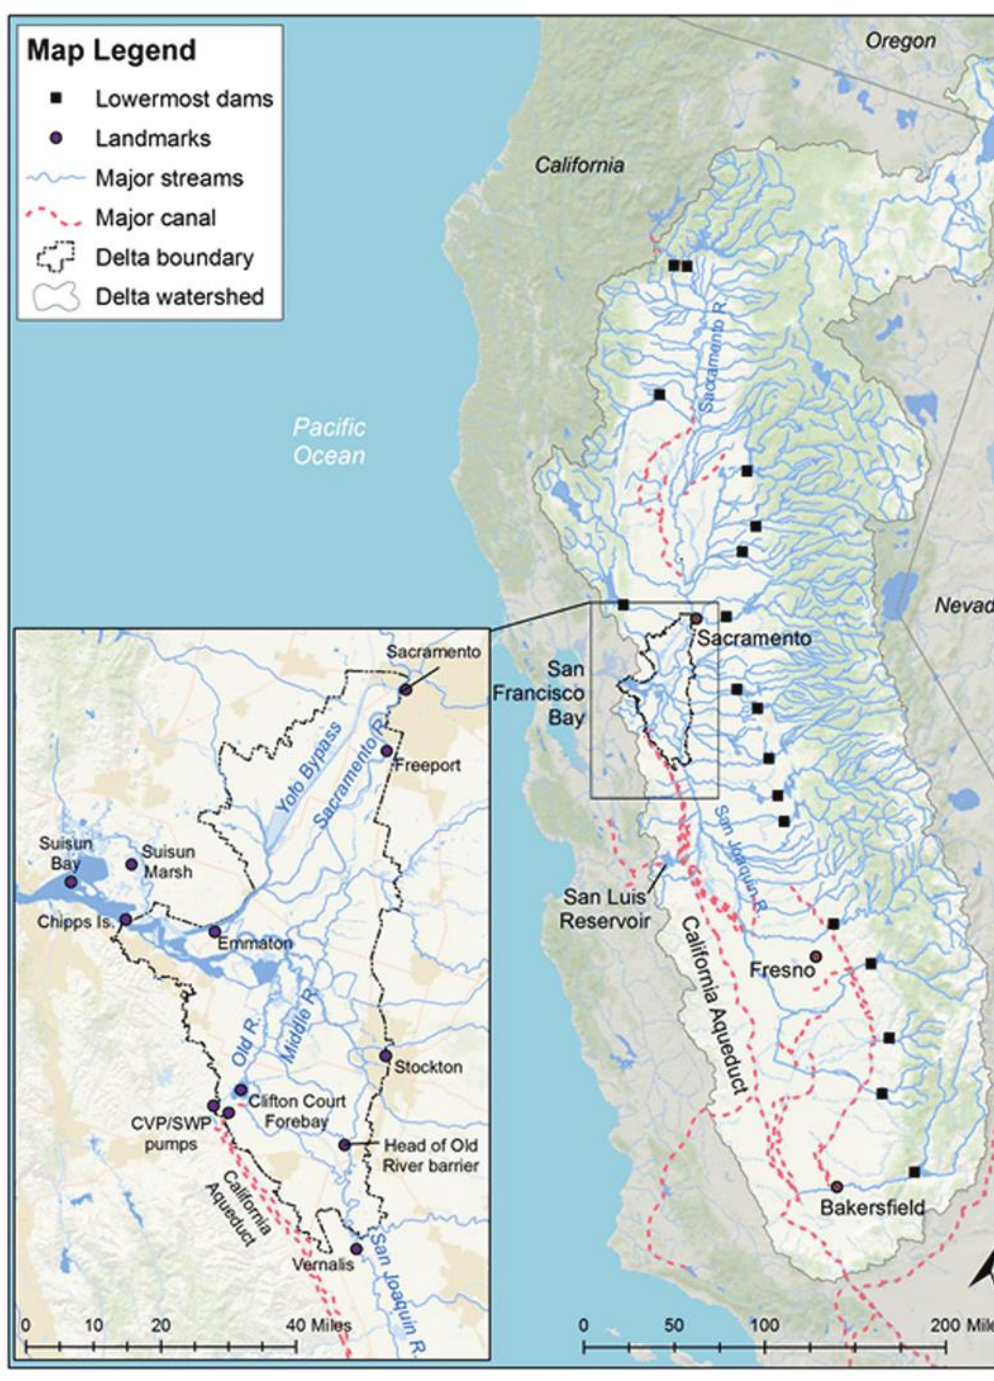 Map Legend
Lowermost dams
Landmarks
Major streams
Major canal
Delta boundary
Delta watershed
Oregon
California
Sacramento R.
Pacific
Ocean
Nevad
Sacramento
San
Francisco
Bay
San Joaquin R.
San Luis
Reservoir
California Aqueduct
Fresno
Bakersfield
0 50 100 200 Mile
Sacramento
Yolo Bypass
Sacramento R.
Freeport
Suisun
Bay
Suisun
Marsh
Chipps Is.
Emmaton
Old R.
Middle R.
Stockton
Clifton Court
Forebay
CVP/SWP
pumps
Head of Old
River barrier
California
Aqueduct
Vernalis
San Joaquin R.
0 10 20 40 Miles